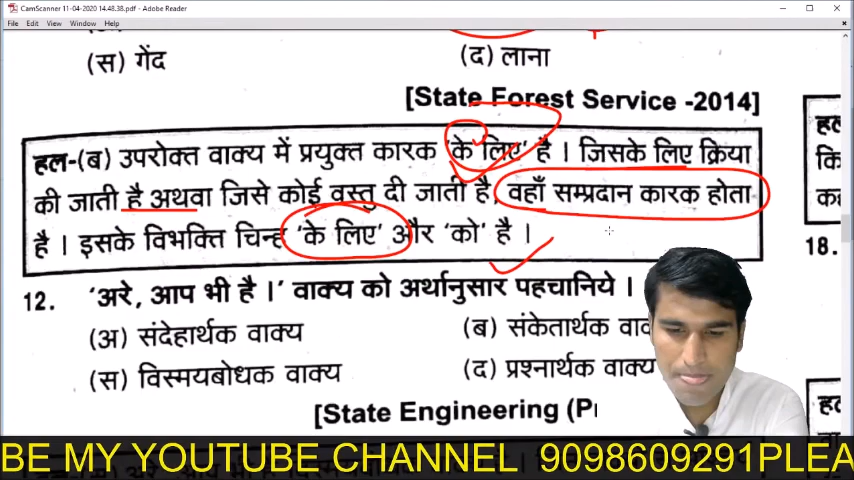 CamScanner 11-04-2020 14.48.38.pdf - Adobe Reader
File Edit View Window Help
(स) गेंद (द) लाना
[State Forest Service -2014]
हल-(ब) उपरोक्त वाक्य में प्रयुक्त कारक 'के लिए' है । जिसके लिए क्रिया
की जाती है अथवा जिसे कोई वस्तु दी जाती है, वहाँ सम्प्रदान कारक होता
है । इसके विभक्ति चिन्ह 'के लिए' और 'को' है ।
12. 'अरे, आप भी है ।' वाक्य को अर्थानुसार पहचानिये ।
(अ) संदेहार्थक वाक्य (ब) संकेतार्थक
(स) विस्मयबोधक वाक्य (द) प्रश्नार्थक वाक्य
[State Engineering (P
18.
BE MY YOUTUBE CHANNEL 9098609291PLEA